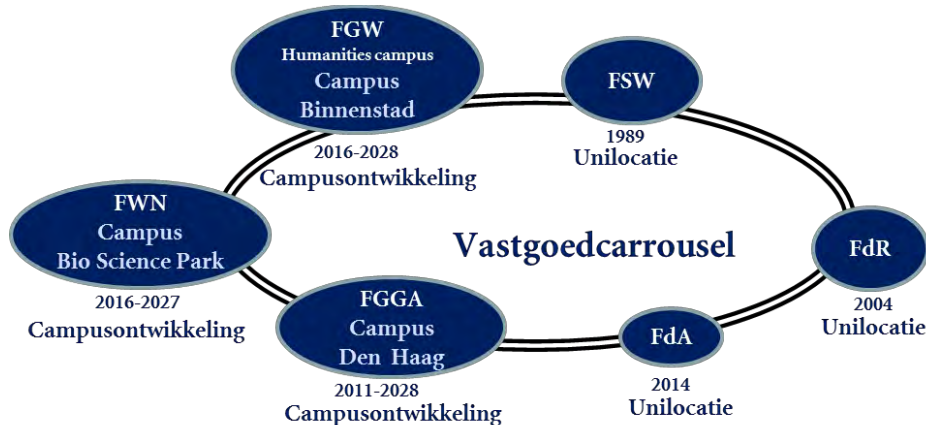 FGW
Humanities campus
Campus
Binnenstad
2016-2028
Campusontwikkeling
FSW
1989
Unilocatie
FWN
Campus
Bio Science Park
2016-2027
Campusontwikkeling
Vastgoedcarrousel
FdR
2004
Unilocatie
FGGA
Campus
Den Haag
2011-2028
Campusontwikkeling
FdA
2014
Unilocatie